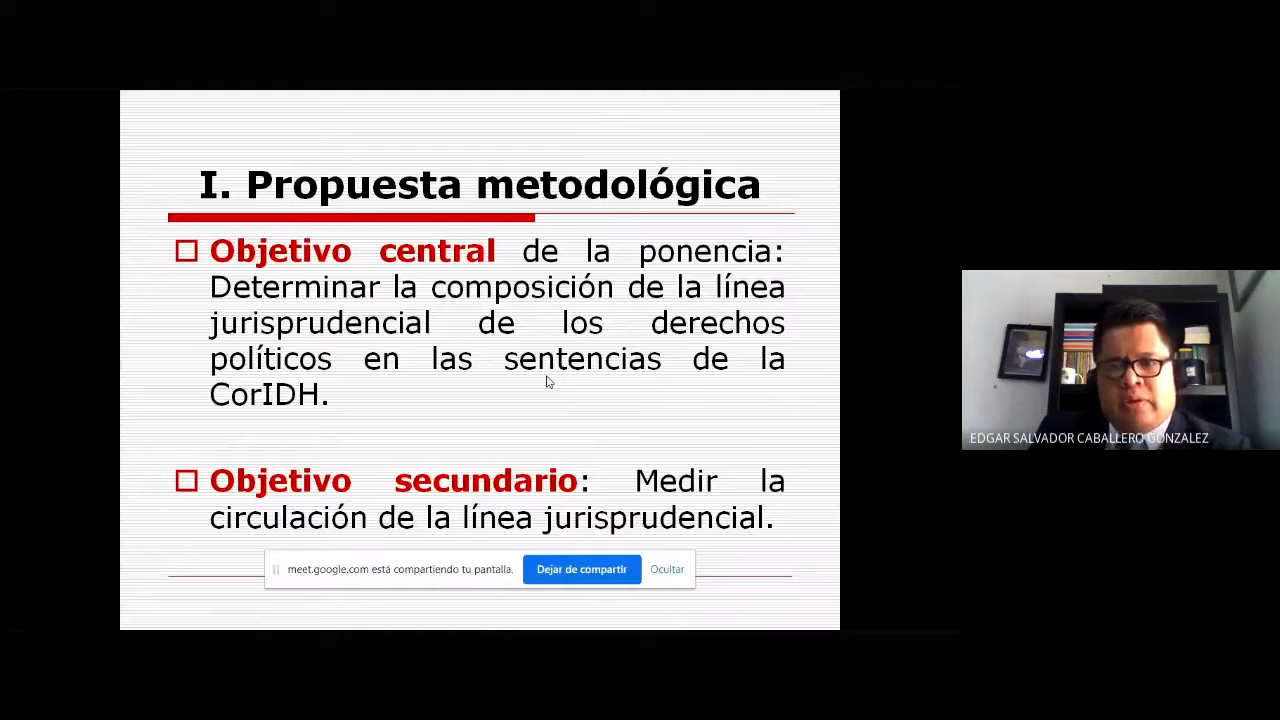 I. Propuesta metodológica
Objetivo central de la ponencia:
Determinar la composición de la línea
jurisprudencial de los derechos
políticos en las sentencias de la
CorIDH.
Objetivo secundario: Medir la
circulación de la línea jurisprudencial.
meet.google.com está compartiendo tu pantalla.
Dejar de compartir
Ocultar
EDGAR SALVADOR CABALLERO GONZALEZ